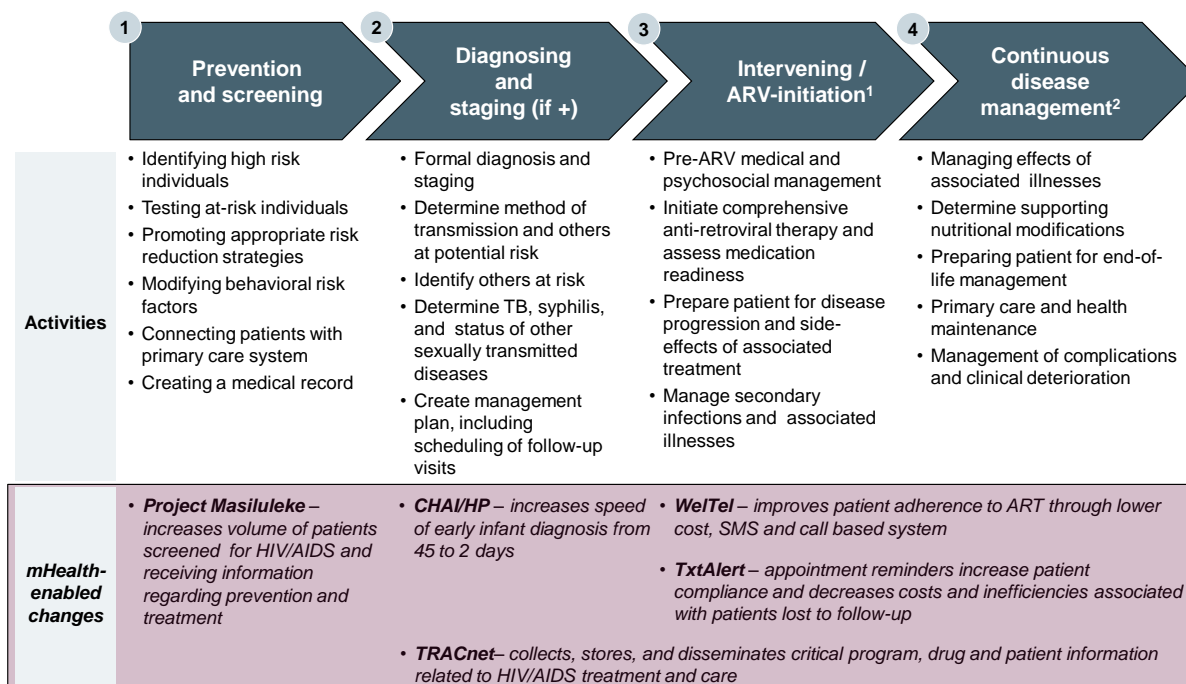 1
Prevention
and screening
2
Diagnosing
and
staging (if +)
3
Intervening /
ARV-initiation¹
4
Continuous
disease
management²
Activities
• Identifying high risk
individuals
• Testing at-risk individuals
• Promoting appropriate risk
reduction strategies
• Modifying behavioral risk
factors
• Connecting patients with
primary care system
• Creating a medical record
• Formal diagnosis and
staging
• Determine method of
transmission and others
at potential risk
• Identify others at risk
• Determine TB, syphilis,
and status of other
sexually transmitted
diseases
• Create management
plan, including
scheduling of follow-up
visits
• Pre-ARV medical and
psychosocial management
• Initiate comprehensive
anti-retroviral therapy and
assess medication
readiness
• Prepare patient for disease
progression and side-
effects of associated
treatment
• Manage secondary
infections and associated
illnesses
• Managing effects of
associated illnesses
• Determine supporting
nutritional modifications
• Preparing patient for end-of-
life management
• Primary care and health
maintenance
• Management of complications
and clinical deterioration
mHealth-
enabled
changes
• Project Masiluleke –
increases volume of patients
screened for HIV/AIDS and
receiving information
regarding prevention and
treatment
• CHAI/HP – increases speed
of early infant diagnosis from
45 to 2 days
• WelTel – improves patient adherence to ART through lower
cost, SMS and call based system
• TxtAlert – appointment reminders increase patient
compliance and decreases costs and inefficiencies associated
with patients lost to follow-up
• TRACnet– collects, stores, and disseminates critical program, drug and patient information
related to HIV/AIDS treatment and care